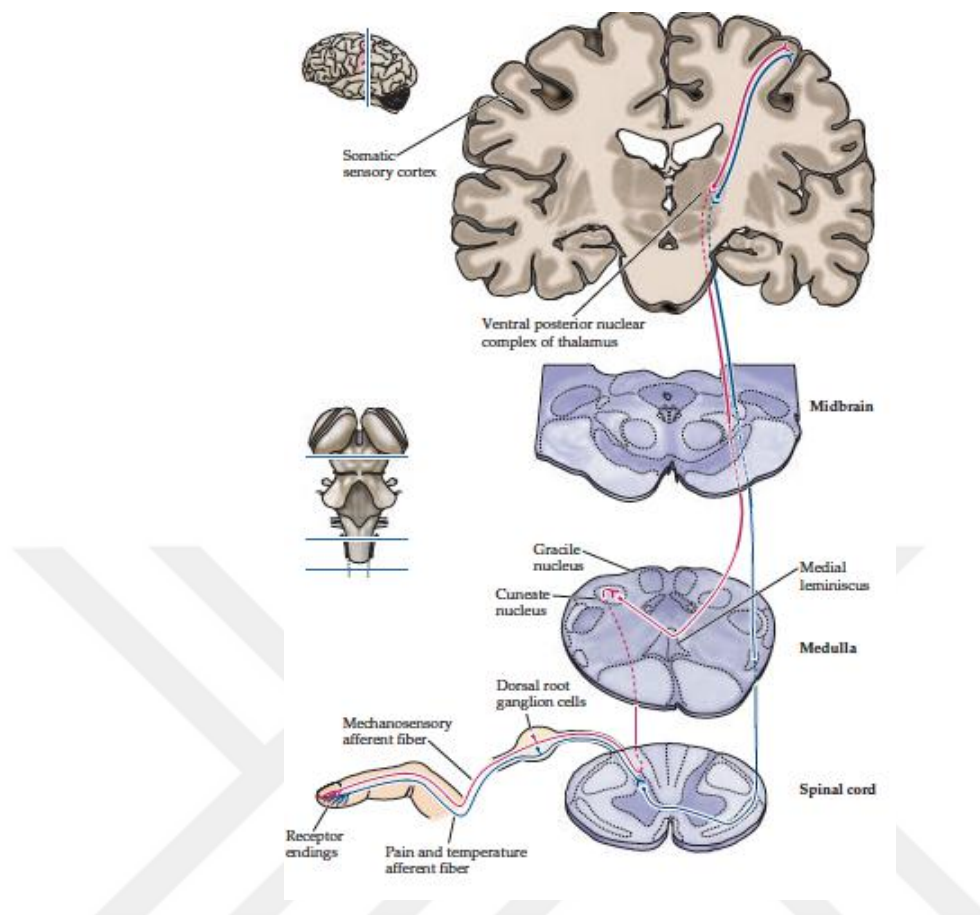 Somatic
sensory cortex
Ventral posterior nuclear
complex of thalamus
Midbrain
Gracile
nucleus
Medial
leminiscus
Cuneate
nucleus
Medulla
Dorsal root
ganglion cells
Mechanosensory
afferent fiber
Spinal cord
Receptor
endings
Pain and temperature
afferent fiber